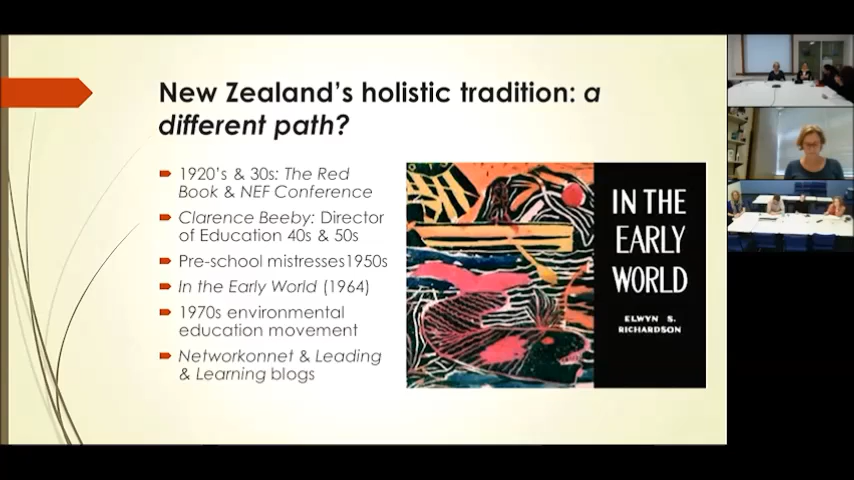 New Zealand's holistic tradition: a
different path?
1920's & 30s: The Red
Book & NEF Conference
Clarence Beeby: Director
of Education 40s & 50s
Pre-school mistresses1950s
In the Early World (1964)
1970s environmental
education movement
Networkonnet & Leading
& Learning blogs
IN THE
EARLY
WORLD
ELWYN S.
RICHARDSON